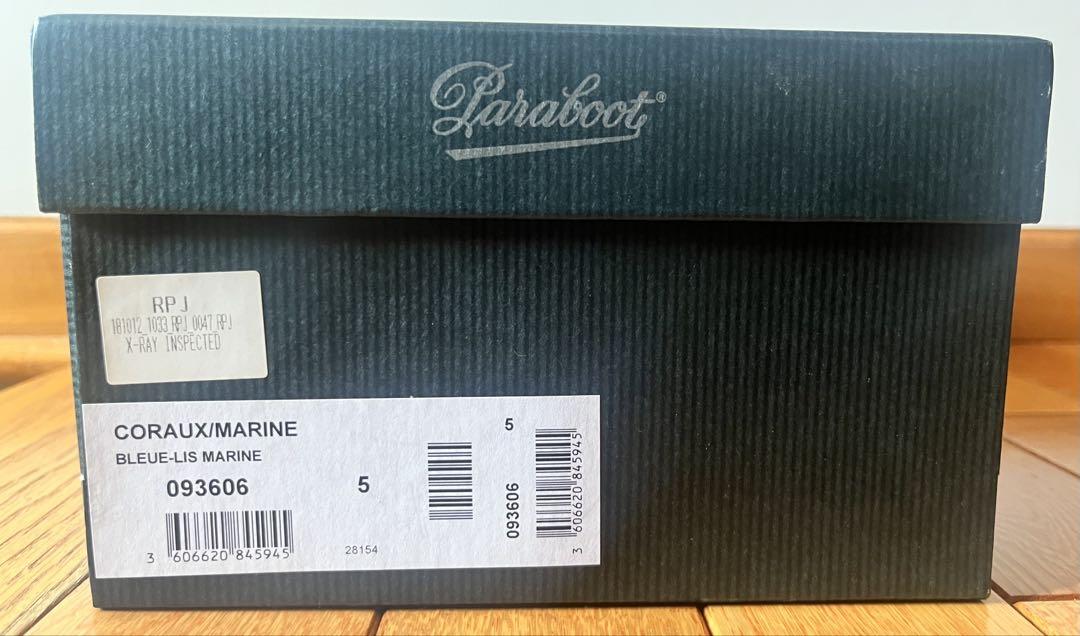 Paraboot®
RPJ
181012_1033_RPJ_0047_RPJ
X-RAY INSPECTED
CORAUX/MARINE
BLEUE-LIS MARINE
093606
5
3 606620 845945
28154
5
093606
3 606620 845945